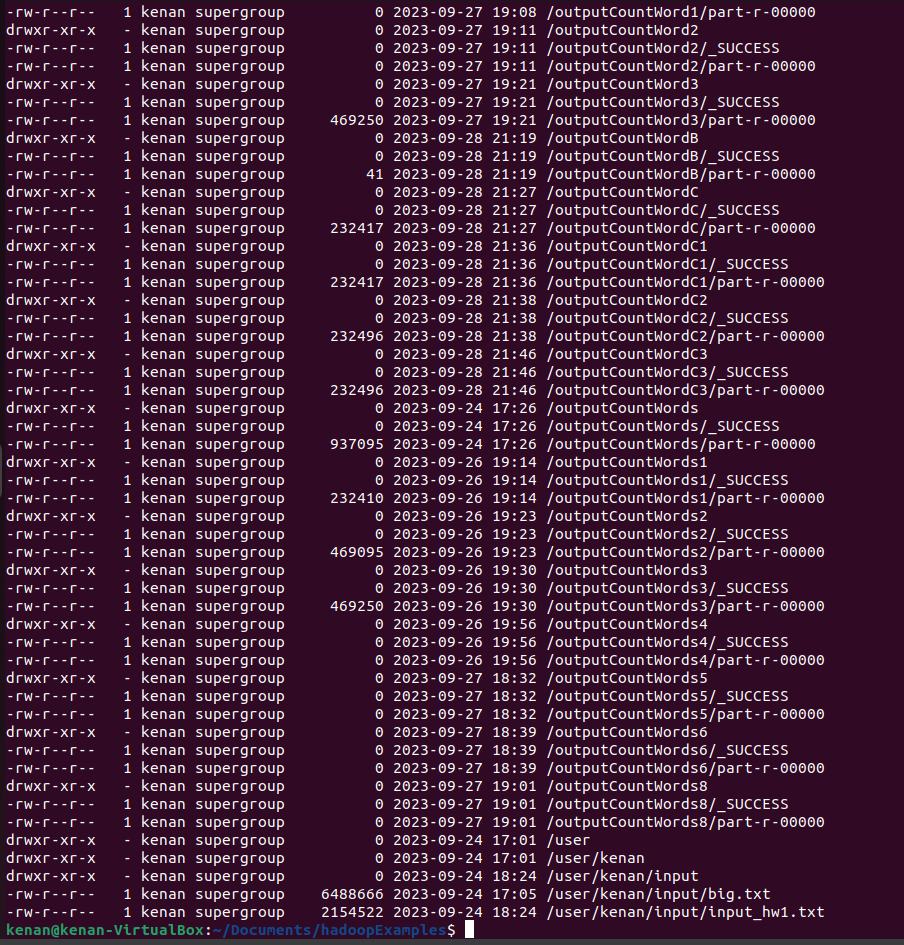 -rw-r--r--   1 kenan supergroup          0 2023-09-27 19:08 /outputCountWord1/part-r-00000
drwxr-xr-x   - kenan supergroup          0 2023-09-27 19:11 /outputCountWord2
-rw-r--r--   1 kenan supergroup          0 2023-09-27 19:11 /outputCountWord2/_SUCCESS
-rw-r--r--   1 kenan supergroup          0 2023-09-27 19:11 /outputCountWord2/part-r-00000
drwxr-xr-x   - kenan supergroup          0 2023-09-27 19:21 /outputCountWord3
-rw-r--r--   1 kenan supergroup          0 2023-09-27 19:21 /outputCountWord3/_SUCCESS
-rw-r--r--   1 kenan supergroup     469250 2023-09-27 19:21 /outputCountWord3/part-r-00000
drwxr-xr-x   - kenan supergroup          0 2023-09-28 21:19 /outputCountWordB
-rw-r--r--   1 kenan supergroup          0 2023-09-28 21:19 /outputCountWordB/_SUCCESS
-rw-r--r--   1 kenan supergroup         41 2023-09-28 21:19 /outputCountWordB/part-r-00000
drwxr-xr-x   - kenan supergroup          0 2023-09-28 21:27 /outputCountWordC
-rw-r--r--   1 kenan supergroup          0 2023-09-28 21:27 /outputCountWordC/_SUCCESS
-rw-r--r--   1 kenan supergroup     232417 2023-09-28 21:27 /outputCountWordC/part-r-00000
drwxr-xr-x   - kenan supergroup          0 2023-09-28 21:36 /outputCountWordC1
-rw-r--r--   1 kenan supergroup          0 2023-09-28 21:36 /outputCountWordC1/_SUCCESS
-rw-r--r--   1 kenan supergroup     232417 2023-09-28 21:36 /outputCountWordC1/part-r-00000
drwxr-xr-x   - kenan supergroup          0 2023-09-28 21:38 /outputCountWordC2
-rw-r--r--   1 kenan supergroup          0 2023-09-28 21:38 /outputCountWordC2/_SUCCESS
-rw-r--r--   1 kenan supergroup     232496 2023-09-28 21:38 /outputCountWordC2/part-r-00000
drwxr-xr-x   - kenan supergroup          0 2023-09-28 21:46 /outputCountWordC3
-rw-r--r--   1 kenan supergroup          0 2023-09-28 21:46 /outputCountWordC3/_SUCCESS
-rw-r--r--   1 kenan supergroup     232496 2023-09-28 21:46 /outputCountWordC3/part-r-00000
drwxr-xr-x   - kenan supergroup          0 2023-09-24 17:26 /outputCountWords
-rw-r--r--   1 kenan supergroup          0 2023-09-24 17:26 /outputCountWords/_SUCCESS
-rw-r--r--   1 kenan supergroup     937095 2023-09-24 17:26 /outputCountWords/part-r-00000
drwxr-xr-x   - kenan supergroup          0 2023-09-26 19:14 /outputCountWords1
-rw-r--r--   1 kenan supergroup          0 2023-09-26 19:14 /outputCountWords1/_SUCCESS
-rw-r--r--   1 kenan supergroup     232410 2023-09-26 19:14 /outputCountWords1/part-r-00000
drwxr-xr-x   - kenan supergroup          0 2023-09-26 19:23 /outputCountWords2
-rw-r--r--   1 kenan supergroup          0 2023-09-26 19:23 /outputCountWords2/_SUCCESS
-rw-r--r--   1 kenan supergroup     469095 2023-09-26 19:23 /outputCountWords2/part-r-00000
drwxr-xr-x   - kenan supergroup          0 2023-09-26 19:30 /outputCountWords3
-rw-r--r--   1 kenan supergroup          0 2023-09-26 19:30 /outputCountWords3/_SUCCESS
-rw-r--r--   1 kenan supergroup     469250 2023-09-26 19:30 /outputCountWords3/part-r-00000
drwxr-xr-x   - kenan supergroup          0 2023-09-26 19:56 /outputCountWords4
-rw-r--r--   1 kenan supergroup          0 2023-09-26 19:56 /outputCountWords4/_SUCCESS
-rw-r--r--   1 kenan supergroup          0 2023-09-26 19:56 /outputCountWords4/part-r-00000
drwxr-xr-x   - kenan supergroup          0 2023-09-27 18:32 /outputCountWords5
-rw-r--r--   1 kenan supergroup          0 2023-09-27 18:32 /outputCountWords5/_SUCCESS
-rw-r--r--   1 kenan supergroup          0 2023-09-27 18:32 /outputCountWords5/part-r-00000
drwxr-xr-x   - kenan supergroup          0 2023-09-27 18:39 /outputCountWords6
-rw-r--r--   1 kenan supergroup          0 2023-09-27 18:39 /outputCountWords6/_SUCCESS
-rw-r--r--   1 kenan supergroup          0 2023-09-27 18:39 /outputCountWords6/part-r-00000
drwxr-xr-x   - kenan supergroup          0 2023-09-27 19:01 /outputCountWords8
-rw-r--r--   1 kenan supergroup          0 2023-09-27 19:01 /outputCountWords8/_SUCCESS
-rw-r--r--   1 kenan supergroup          0 2023-09-27 19:01 /outputCountWords8/part-r-00000
drwxr-xr-x   - kenan supergroup          0 2023-09-24 17:01 /user
drwxr-xr-x   - kenan supergroup          0 2023-09-24 17:01 /user/kenan
drwxr-xr-x   - kenan supergroup          0 2023-09-24 18:24 /user/kenan/input
-rw-r--r--   1 kenan supergroup    6488666 2023-09-24 17:05 /user/kenan/input/big.txt
-rw-r--r--   1 kenan supergroup    2154522 2023-09-24 18:24 /user/kenan/input/input_hw1.txt
kenan@kenan-VirtualBox:~/Documents/hadoopExamples$